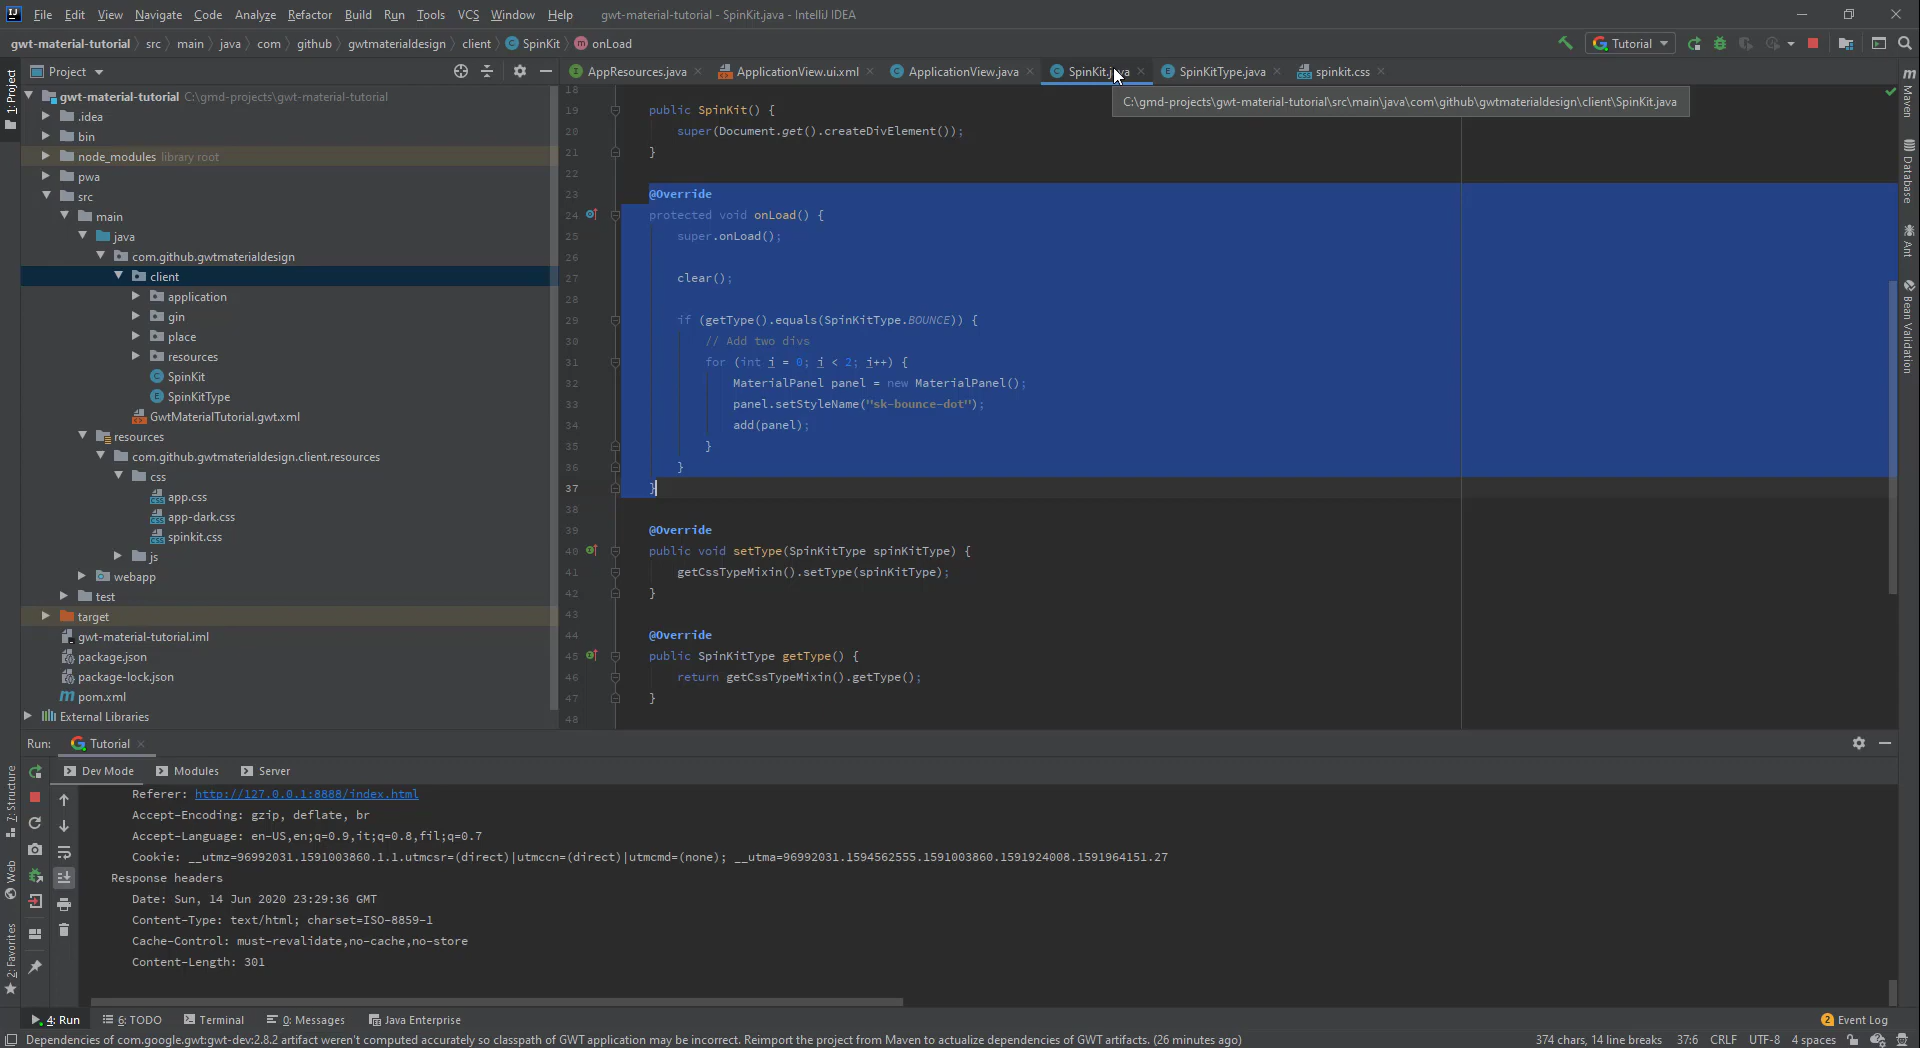 File Edit View Navigate Code Analyze Refactor Build Run Tools VCS Window Help gwt-material-tutorial - SpinKit.java - IntelliJ IDEA
gwt-material-tutorial src main java com github gwtmaterialdesign client SpinKit onLoad Tutorial
Project
AppResources.java ApplicationView.ui.xml ApplicationView.java SpinKit.java SpinKitType.java spinkit.css
C:\gmd-projects\gwt-material-tutorial\src\main\java\com\github\gwtmaterialdesign\client\SpinKit.java
1: Project
gwt-material-tutorial C:\gmd-projects\gwt-material-tutorial
.idea
bin
node_modules library root
pwa
src
main
java
com.github.gwtmaterialdesign
client
application
gin
place
resources
SpinKit
SpinKitType
GwtMaterialTutorial.gwt.xml
resources
com.github.gwtmaterialdesign.client.resources
css
app.css
app-dark.css
spinkit.css
js
webapp
test
target
gwt-material-tutorial.iml
package.json
package-lock.json
pom.xml
External Libraries
18
19 public SpinKit() {
20 super(Document.get().createDivElement());
21 }
22
23 @Override
24 protected void onLoad() {
25 super.onLoad();
26
27 clear();
28
29 if (getType().equals(SpinKitType.BOUNCE)) {
30 // Add two divs
31 for (int i = 0; i < 2; i++) {
32 MaterialPanel panel = new MaterialPanel();
33 panel.setStyleName("sk-bounce-dot");
34 add(panel);
35 }
36 }
37 }
38
39 @Override
40 public void setType(SpinKitType spinKitType) {
41 getCssTypeMixin().setType(spinKitType);
42 }
43
44 @Override
45 public SpinKitType getType() {
46 return getCssTypeMixin().getType();
47 }
48
Maven
Database
Ant
Bean Validation
Run: Tutorial
Dev Mode Modules Server
Referer: http://127.0.0.1:8888/index.html
Accept-Encoding: gzip, deflate, br
Accept-Language: en-US,en;q=0.9,it;q=0.8,fil;q=0.7
Cookie: __utmz=96992031.1591003860.1.1.utmcsr=(direct)|utmccn=(direct)|utmcmd=(none); __utma=96992031.1594562555.1591003860.1591924008.1591964151.27
Response headers
Date: Sun, 14 Jun 2020 23:29:36 GMT
Content-Type: text/html; charset=ISO-8859-1
Cache-Control: must-revalidate,no-cache,no-store
Content-Length: 301
7: Structure
Web
2: Favorites
4: Run 6: TODO Terminal 0: Messages Java Enterprise 2 Event Log
Dependencies of com.google.gwt:gwt-dev:2.8.2 artifact weren't computed accurately so classpath of GWT application may be incorrect. Reimport the project from Maven to actualize dependencies of GWT artifacts. (26 minutes ago) 374 chars, 14 line breaks 37:6 CRLF UTF-8 4 spaces